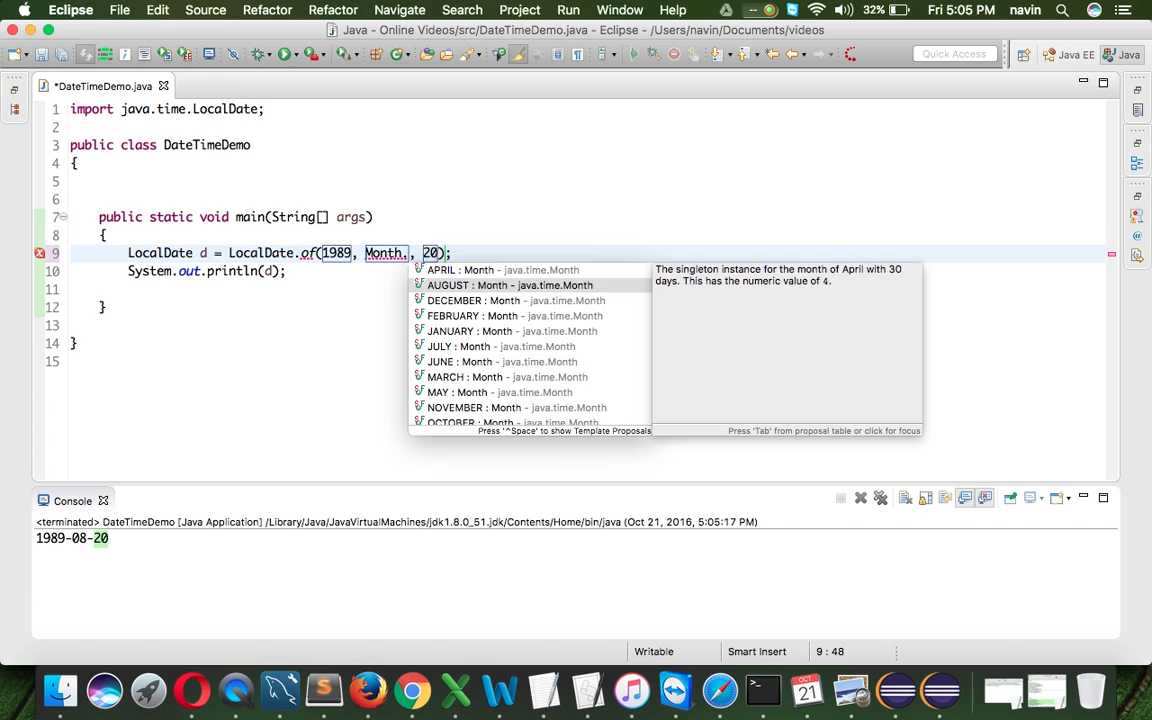 Eclipse File Edit Source Refactor Refactor Navigate Search Project Run Window Help 32% Fri 5:05 PM navin
Java - Online Videos/src/DateTimeDemo.java - Eclipse - /Users/navin/Documents/videos
Quick Access Java EE Java
*DateTimeDemo.java
1 import java.time.LocalDate;
2
3 public class DateTimeDemo
4 {
5
6
7 public static void main(String[] args)
8 {
9 LocalDate d = LocalDate.of(1989, Month., 20);
10 System.out.println(d);
11
12 }
13
14 }
15
APRIL : Month - java.time.Month
AUGUST : Month - java.time.Month
DECEMBER : Month - java.time.Month
FEBRUARY : Month - java.time.Month
JANUARY : Month - java.time.Month
JULY : Month - java.time.Month
JUNE : Month - java.time.Month
MARCH : Month - java.time.Month
MAY : Month - java.time.Month
NOVEMBER : Month - java.time.Month
OCTOBER : Month - java.time.Month
Press '^Space' to show Template Proposals
The singleton instance for the month of April with 30
days. This has the numeric value of 4.
Press 'Tab' from proposal table or click for focus
Console
<terminated> DateTimeDemo [Java Application] /Library/Java/JavaVirtualMachines/jdk1.8.0_51.jdk/Contents/Home/bin/java (Oct 21, 2016, 5:05:17 PM)
1989-08-20
Writable Smart Insert 9 : 48
OCT
21